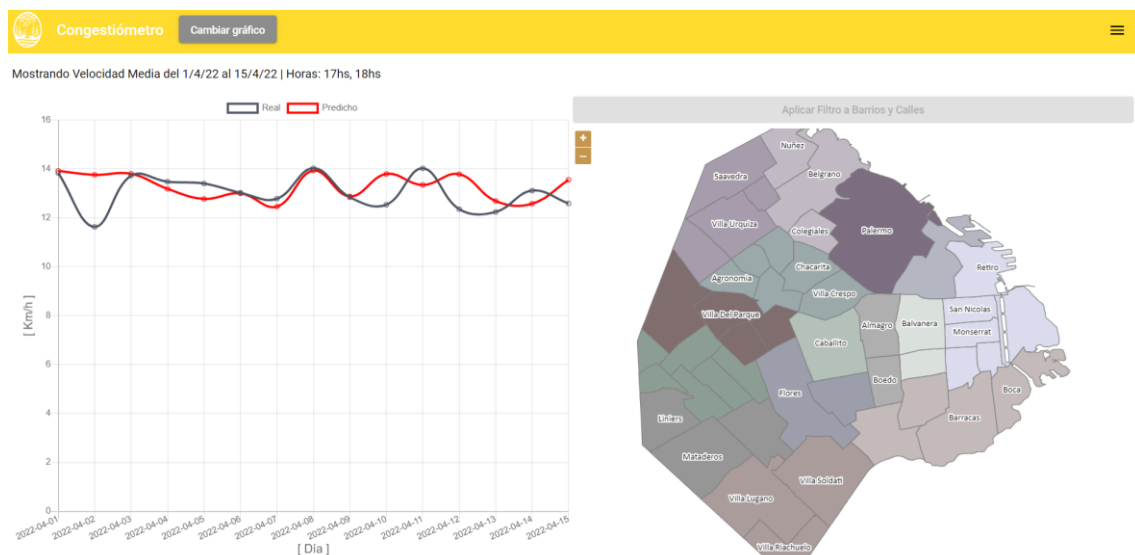 Congestiómetro
Cambiar gráfico
Mostrando Velocidad Media del 1/4/22 al 15/4/22 | Horas: 17hs, 18hs
Real
Predicho
16
14
12
10
8
6
4
2
0
[ Km/h ]
2022-04-01
2022-04-02
2022-04-03
2022-04-04
2022-04-05
2022-04-06
2022-04-07
2022-04-08
2022-04-09
2022-04-10
2022-04-11
2022-04-12
2022-04-13
2022-04-14
2022-04-15
[ Día ]
Aplicar Filtro a Barrios y Calles
+
−
Nuñez
Saavedra
Belgrano
Villa Urquiza
Colegiales
Palermo
Agronomia
Chacarita
Retiro
Villa Crespo
Villa Del Parque
San Nicolas
Almagro
Balvanera
Monserrat
Caballito
Boedo
Flores
Boca
Liniers
Barracas
Mataderos
Villa Soldati
Villa Lugano
Villa Riachuelo